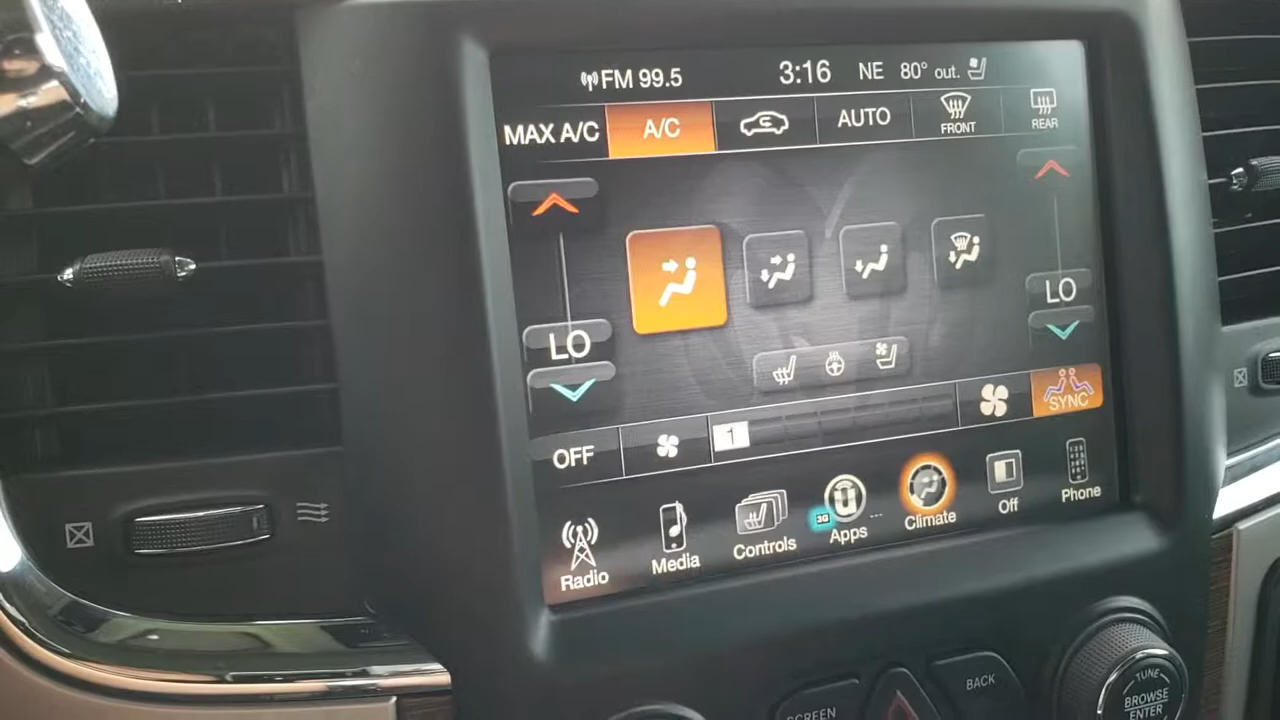 FM 99.5 3:16 NE 80° out.
MAX A/C A/C AUTO FRONT REAR
LO LO
OFF 1 SYNC
Radio Media Controls 3G Apps ... Climate Off Phone
SCREEN BACK TUNE
BROWSE
ENTER